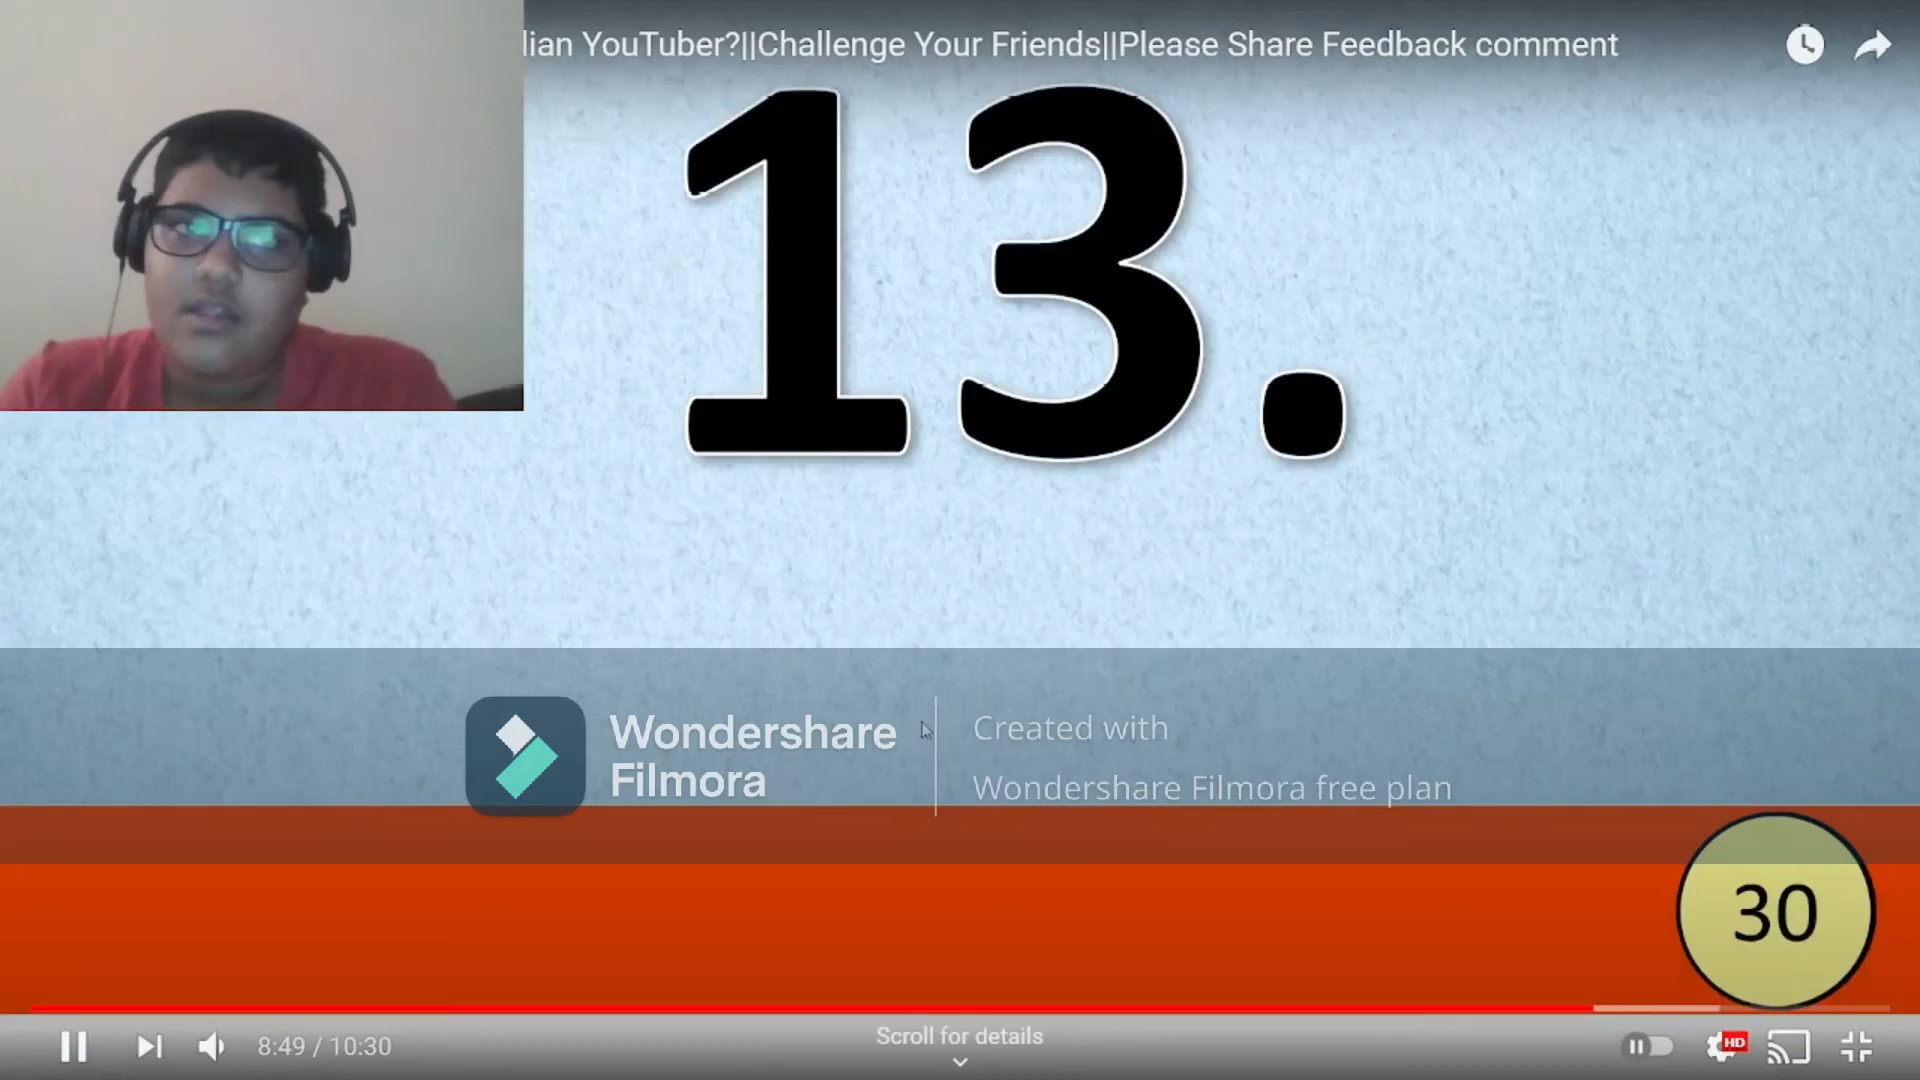 lian YouTuber?||Challenge Your Friends||Please Share Feedback comment
13.
Wondershare
Filmora
Created with
Wondershare Filmora free plan
30
8:49 / 10:30
Scroll for details
HD